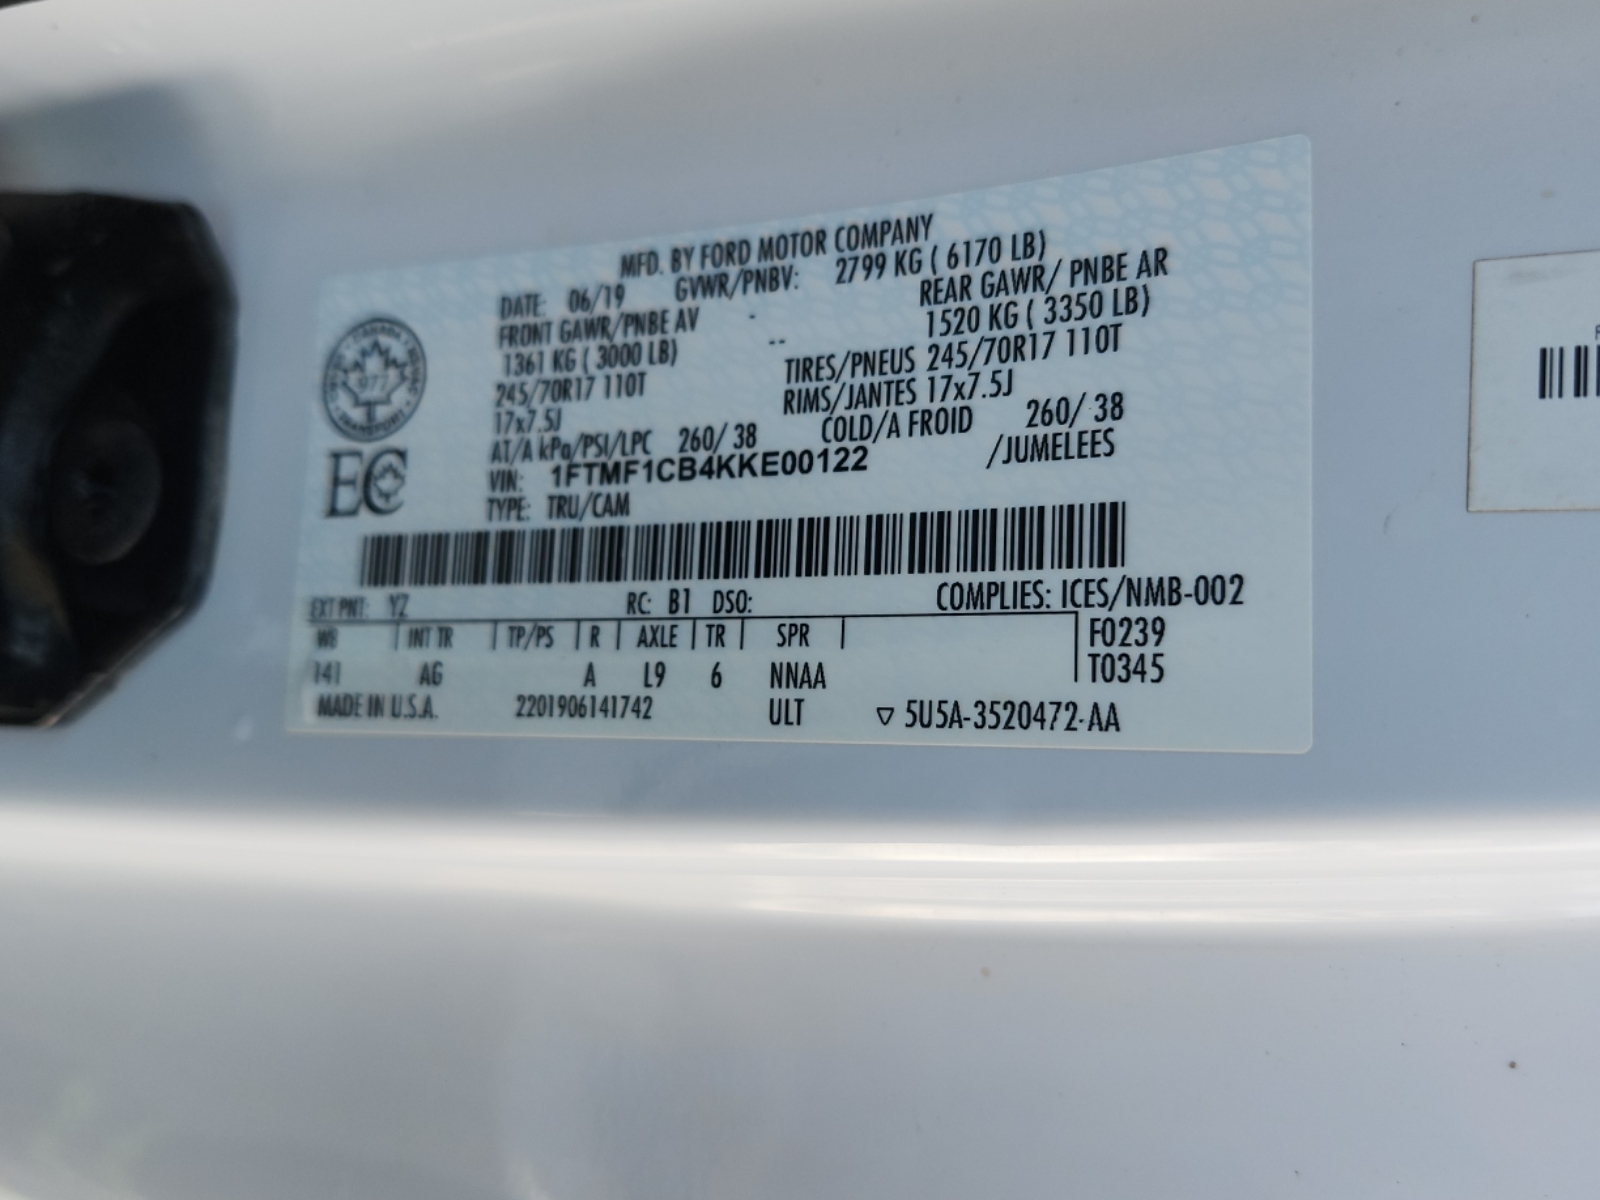 MFD. BY FORD MOTOR COMPANY
DATE: 06/19 GVWR/PNBV: 2799 KG ( 6170 LB)
FRONT GAWR/PNBE AV REAR GAWR/ PNBE AR
1361 KG ( 3000 LB) 1520 KG ( 3350 LB)
245/70R17 110T TIRES/PNEUS 245/70R17 110T
17x7.5J RIMS/JANTES 17x7.5J
AT/A kPa/PSI/LPC 260/ 38 COLD/A FROID 260/ 38
VIN: 1FTMF1CB4KKE00122 /JUMELEES
TYPE: TRU/CAM
CANADA
977
TRANSPORT
EC
EXT PNT: YZ RC: B1 DSO: COMPLIES: ICES/NMB-002
WB INT TR TP/PS R AXLE TR SPR F0239
141 AG A L9 6 NNAA T0345
MADE IN U.S.A. 2201906141742 ULT ▽ 5U5A-3520472-AA